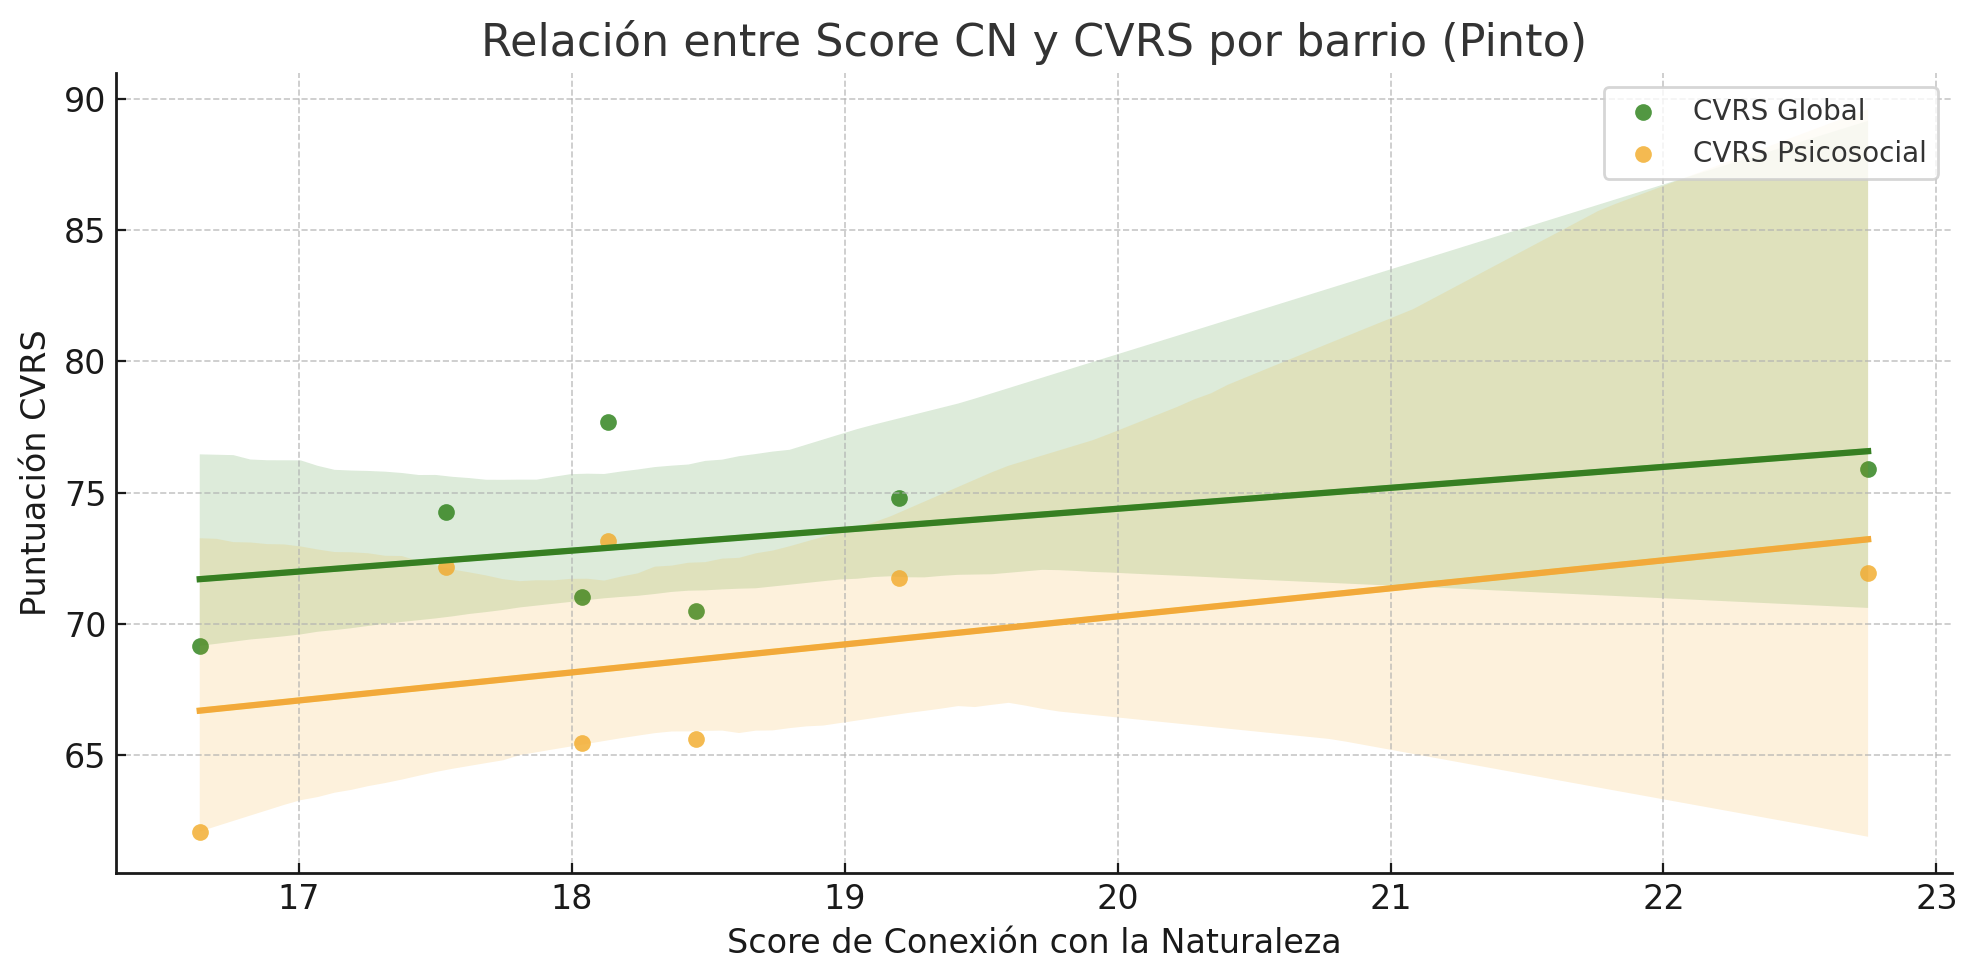 Relación entre Score CN y CVRS por barrio (Pinto)
CVRS Global
CVRS Psicosocial
Puntuación CVRS
90
85
80
75
70
65
17 18 19 20 21 22 23
Score de Conexión con la Naturaleza